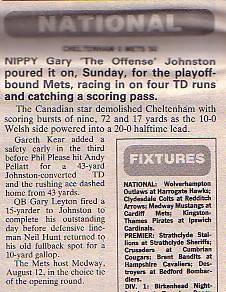 NATIONAL
CHELTENHAM 0 METS 50
NIPPY Gary 'The Offense' Johnston
poured it on, Sunday, for the playoff-
bound Mets, racing in on four TD runs
and catching a scoring pass.
The Canadian star demolished Cheltenham with
scoring bursts of nine, 72 and 17 yards as the 10-0
Welsh side powered into a 20-0 halftime lead.
Gareth Kear added a
safety early in the third
before Phil Please hit Andy
Pellatt for a 43-yard
Johnston-converted TD
and the rushing ace dashed
home from 43 yards.
QB Gary Leyton fired a
15-yarder to Johnston to
complete his outstanding
day before defensive line-
man Neil Hunt returned to
his old fullback spot for a
10-yard gallop.
The Mets host Medway,
August 12, in the choice tie
of the opening round.
FIXTURES
NATIONAL: Wolverhampton
Outlaws at Harrogate Hawks;
Clydesdale Colts at Redditch
Arrows; Medway Mustangs at
Cardiff Mets; Kingston-
Thames Pirates at Ipswich
Cardinals.
PREMIER: Strathclyde Stal-
lions at Strathclyde Sheriffs;
Crusaders at Cumbrian
Cougars; Brent Bandits at
Hampshire Cavaliers; Des-
troyers at Bedford Bombar-
diers.
DIV. 1: Birkenhead Night-